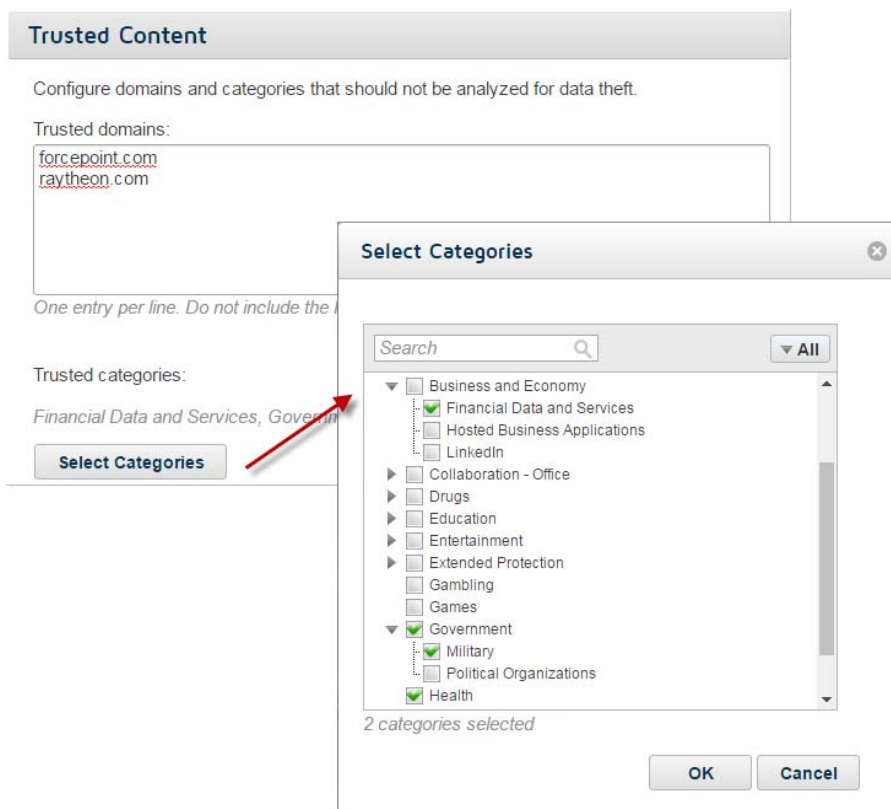 Trusted Content
Configure domains and categories that should not be analyzed for data theft.
Trusted domains:
forcepoint.com
raytheon.com
One entry per line. Do not include the
Trusted categories:
Financial Data and Services,
Select Categories
Select Categories
Search
All
Business and Economy
Financial Data and Services
Hosted Business Applications
LinkedIn
Collaboration - Office
Drugs
Education
Entertainment
Extended Protection
Gambling
Games
Government
Military
Political Organizations
Health
2 categories selected
OK
Cancel